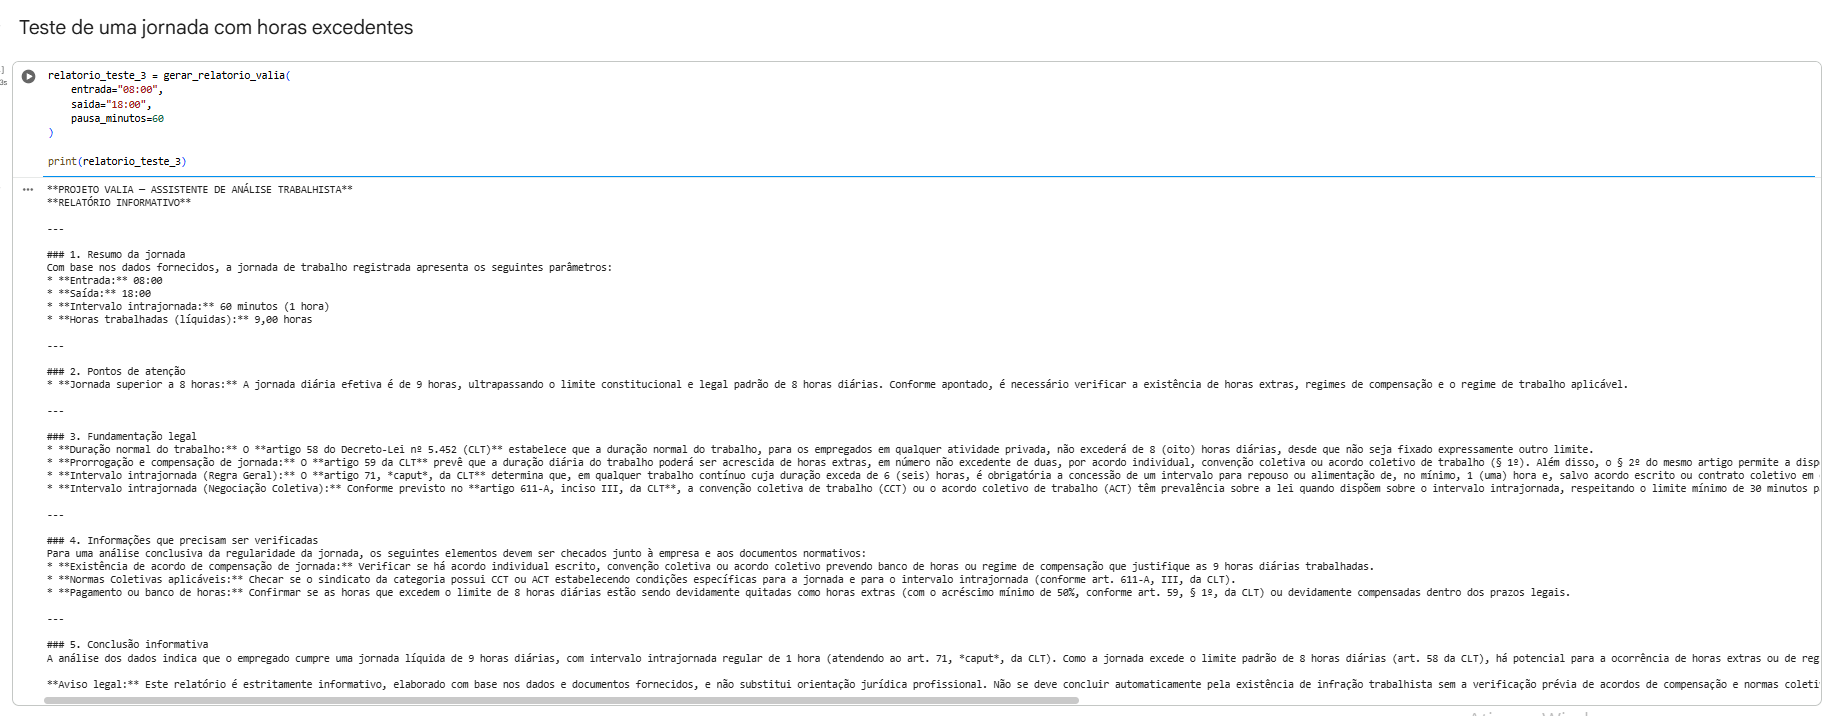 Teste de uma jornada com horas excedentes
]
3s
relatorio_teste_3 = gerar_relatorio_valia(
entrada="08:00",
saida="18:00",
pausa_minutos=60
)
print(relatorio_teste_3)
**PROJETO VALIA — ASSISTENTE DE ANÁLISE TRABALHISTA**
**RELATÓRIO INFORMATIVO**
---
### 1. Resumo da jornada
Com base nos dados fornecidos, a jornada de trabalho registrada apresenta os seguintes parâmetros:
* **Entrada:** 08:00
* **Saída:** 18:00
* **Intervalo intrajornada:** 60 minutos (1 hora)
* **Horas trabalhadas (líquidas):** 9,00 horas
---
### 2. Pontos de atenção
* **Jornada superior a 8 horas:** A jornada diária efetiva é de 9 horas, ultrapassando o limite constitucional e legal padrão de 8 horas diárias. Conforme apontado, é necessário verificar a existência de horas extras, regimes de compensação e o regime de trabalho aplicável.
---
### 3. Fundamentação legal
* **Duração normal do trabalho:** O **artigo 58 do Decreto-Lei nº 5.452 (CLT)** estabelece que a duração normal do trabalho, para os empregados em qualquer atividade privada, não excederá de 8 (oito) horas diárias, desde que não seja fixado expressamente outro limite.
* **Prorrogação e compensação de jornada:** O **artigo 59 da CLT** prevê que a duração diária do trabalho poderá ser acrescida de horas extras, em número não excedente de duas, por acordo individual, convenção coletiva ou acordo coletivo de trabalho (§ 1º). Além disso, o § 2º do mesmo artigo permite a disp
* **Intervalo intrajornada (Regra Geral):** O **artigo 71, *caput*, da CLT** determina que, em qualquer trabalho contínuo cuja duração exceda de 6 (seis) horas, é obrigatória a concessão de um intervalo para repouso ou alimentação de, no mínimo, 1 (uma) hora e, salvo acordo escrito ou contrato coletivo em
* **Intervalo intrajornada (Negociação Coletiva):** Conforme previsto no **artigo 611-A, inciso III, da CLT**, a convenção coletiva de trabalho (CCT) ou o acordo coletivo de trabalho (ACT) têm prevalência sobre a lei quando dispõem sobre o intervalo intrajornada, respeitando o limite mínimo de 30 minutos p
---
### 4. Informações que precisam ser verificadas
Para uma análise conclusiva da regularidade da jornada, os seguintes elementos devem ser checados junto à empresa e aos documentos normativos:
* **Existência de acordo de compensação de jornada:** Verificar se há acordo individual escrito, convenção coletiva ou acordo coletivo prevendo banco de horas ou regime de compensação que justifique as 9 horas diárias trabalhadas.
* **Normas Coletivas aplicáveis:** Checar se o sindicato da categoria possui CCT ou ACT estabelecendo condições específicas para a jornada e para o intervalo intrajornada (conforme art. 611-A, III, da CLT).
* **Pagamento ou banco de horas:** Confirmar se as horas que excedem o limite de 8 horas diárias estão sendo devidamente quitadas como horas extras (com o acréscimo mínimo de 50%, conforme art. 59, § 1º, da CLT) ou devidamente compensadas dentro dos prazos legais.
---
### 5. Conclusão informativa
A análise dos dados indica que o empregado cumpre uma jornada líquida de 9 horas diárias, com intervalo intrajornada regular de 1 hora (atendendo ao art. 71, *caput*, da CLT). Como a jornada excede o limite padrão de 8 horas diárias (art. 58 da CLT), há potencial para a ocorrência de horas extras ou de reg
**Aviso legal:** Este relatório é estritamente informativo, elaborado com base nos dados e documentos fornecidos, e não substitui orientação jurídica profissional. Não se deve concluir automaticamente pela existência de infração trabalhista sem a verificação prévia de acordos de compensação e normas coleti